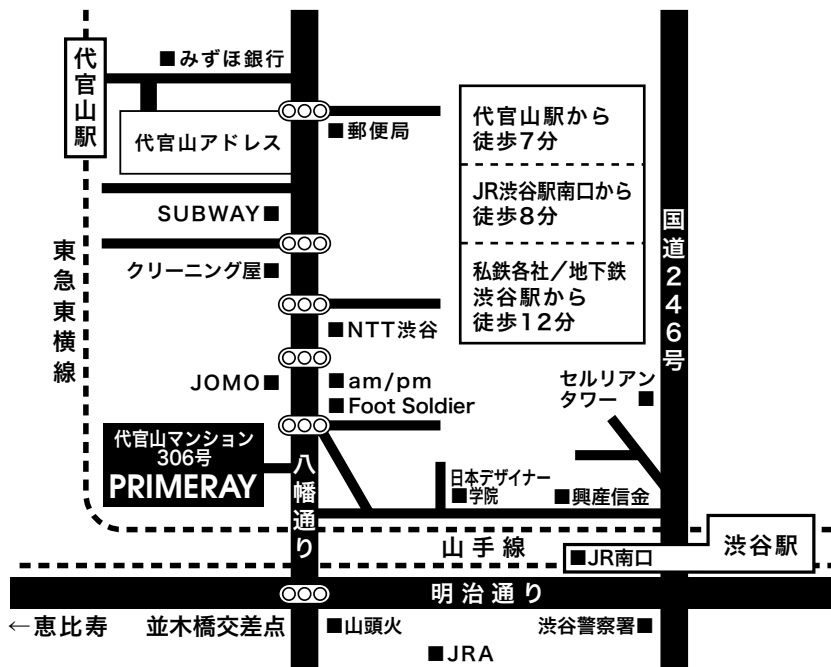 代官山駅
■みずほ銀行
代官山アドレス
■郵便局
代官山駅から
徒歩7分
JR渋谷駅南口から
徒歩8分
私鉄各社／地下鉄
渋谷駅から
徒歩12分
国道246号
SUBWAY■
東急東横線
クリーニング屋■
■NTT渋谷
JOMO■
■am/pm
■Foot Soldier
セルリアン
タワー ■
代官山マンション
306号
PRIMERAY
八幡通り
日本デザイナー
■学院
■興産信金
山手線
■JR南口
渋谷駅
明治通り
←恵比寿
並木橋交差点
■山頭火
渋谷警察署■
■JRA